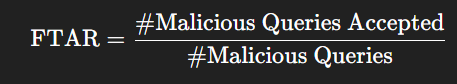 FTAR = #Malicious Queries Accepted
#Malicious Queries